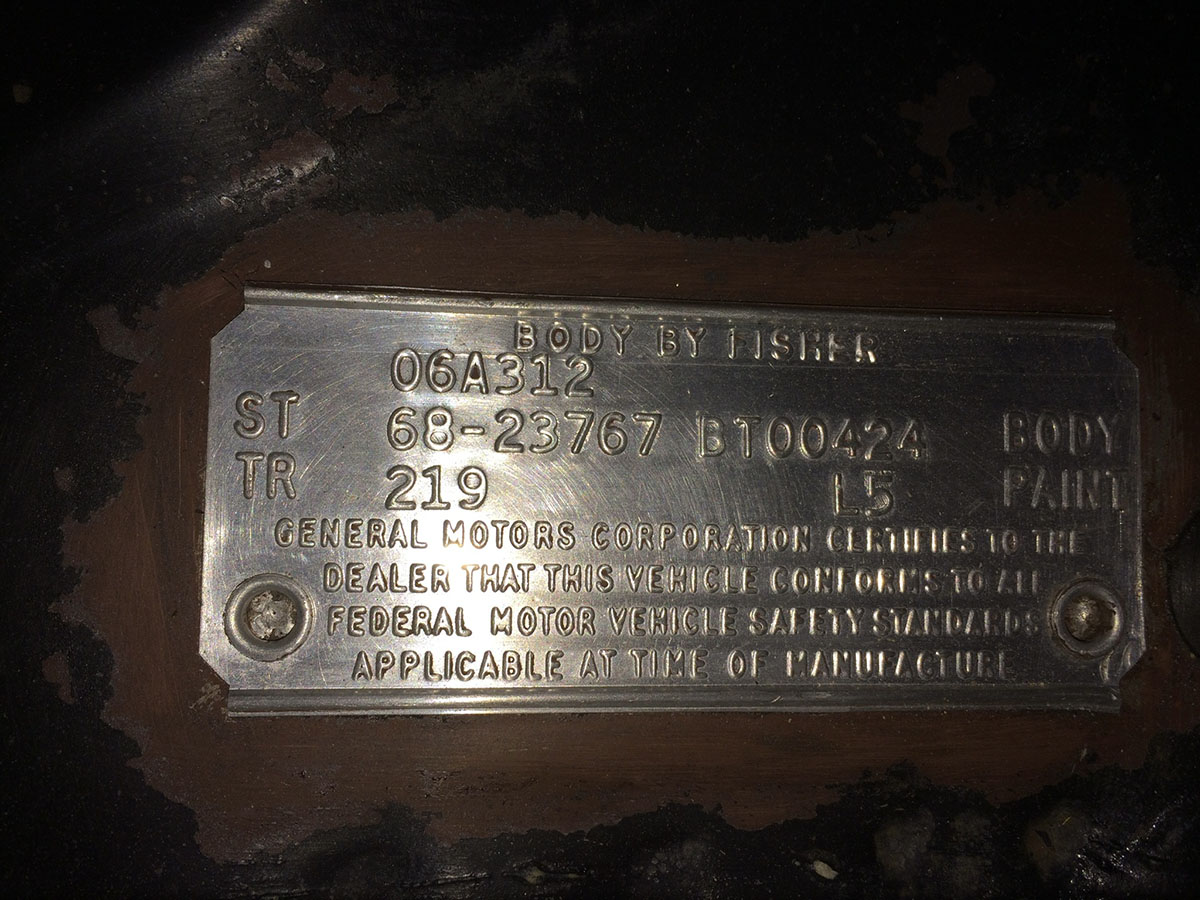 BODY BY FISHER
06A312
ST 68-23767 BT00424 BODY
TR 219 L5 PAINT
GENERAL MOTORS CORPORATION CERTIFIES TO THE
DEALER THAT THIS VEHICLE CONFORMS TO ALL
FEDERAL MOTOR VEHICLE SAFETY STANDARDS
APPLICABLE AT TIME OF MANUFACTURE